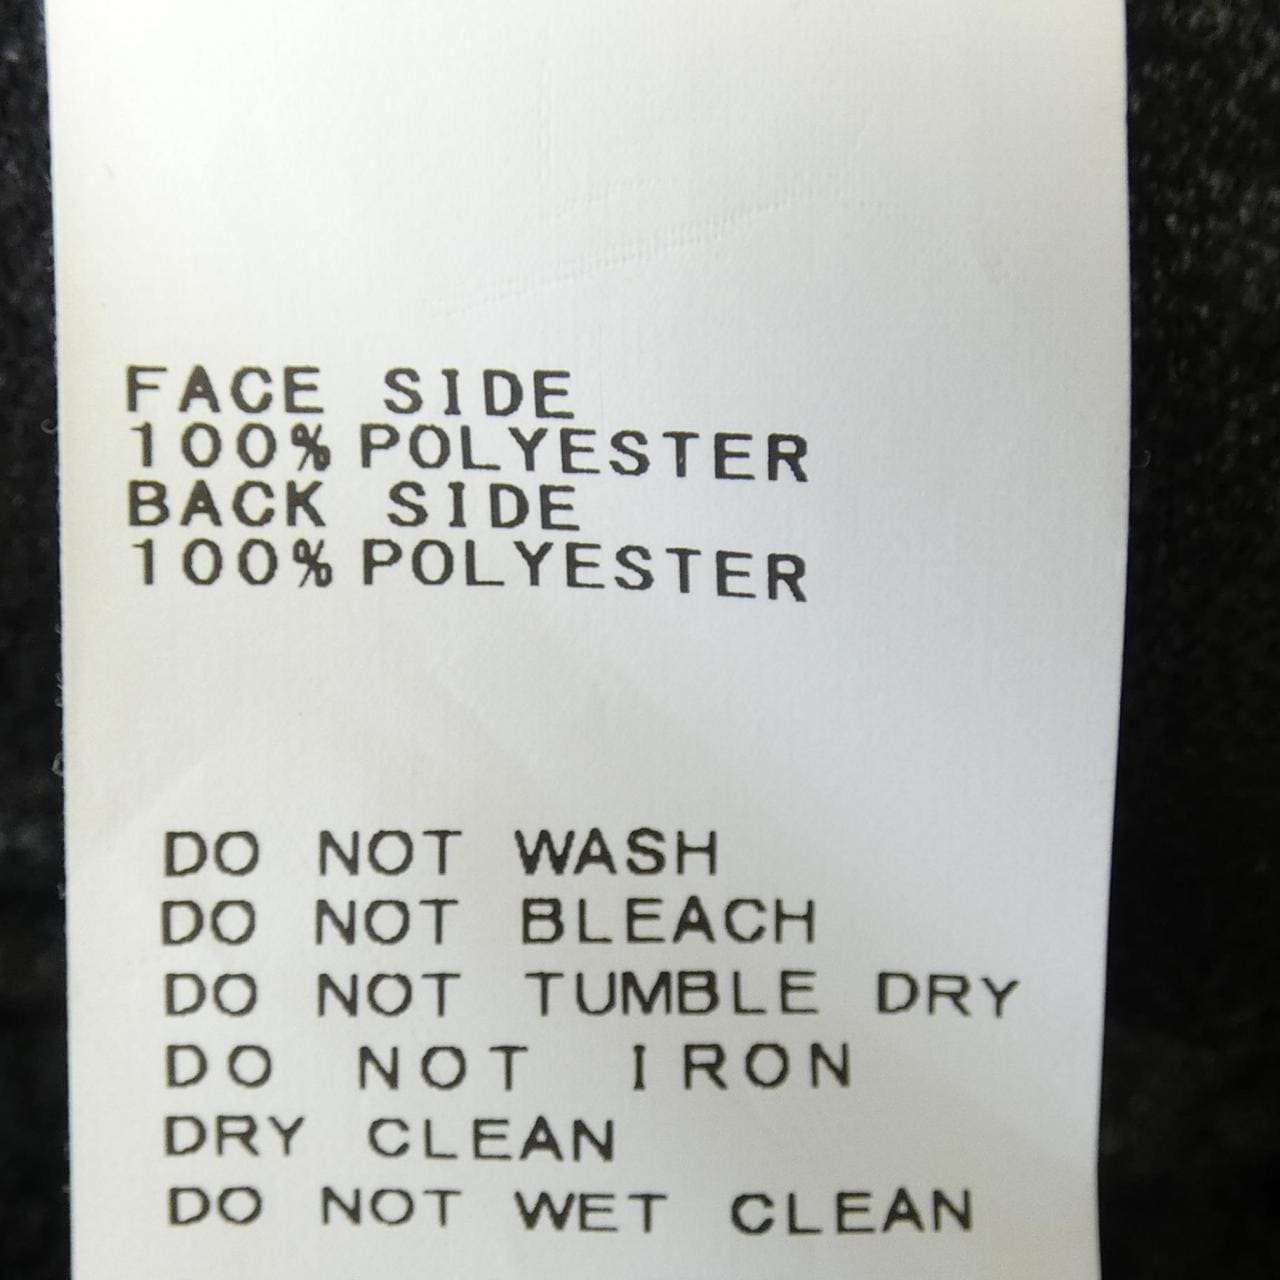 FACE SIDE
100% POLYESTER
BACK SIDE
100% POLYESTER
DO NOT WASH
DO NOT BLEACH
DO NOT TUMBLE DRY
DO NOT IRON
DRY CLEAN
DO NOT WET CLEAN